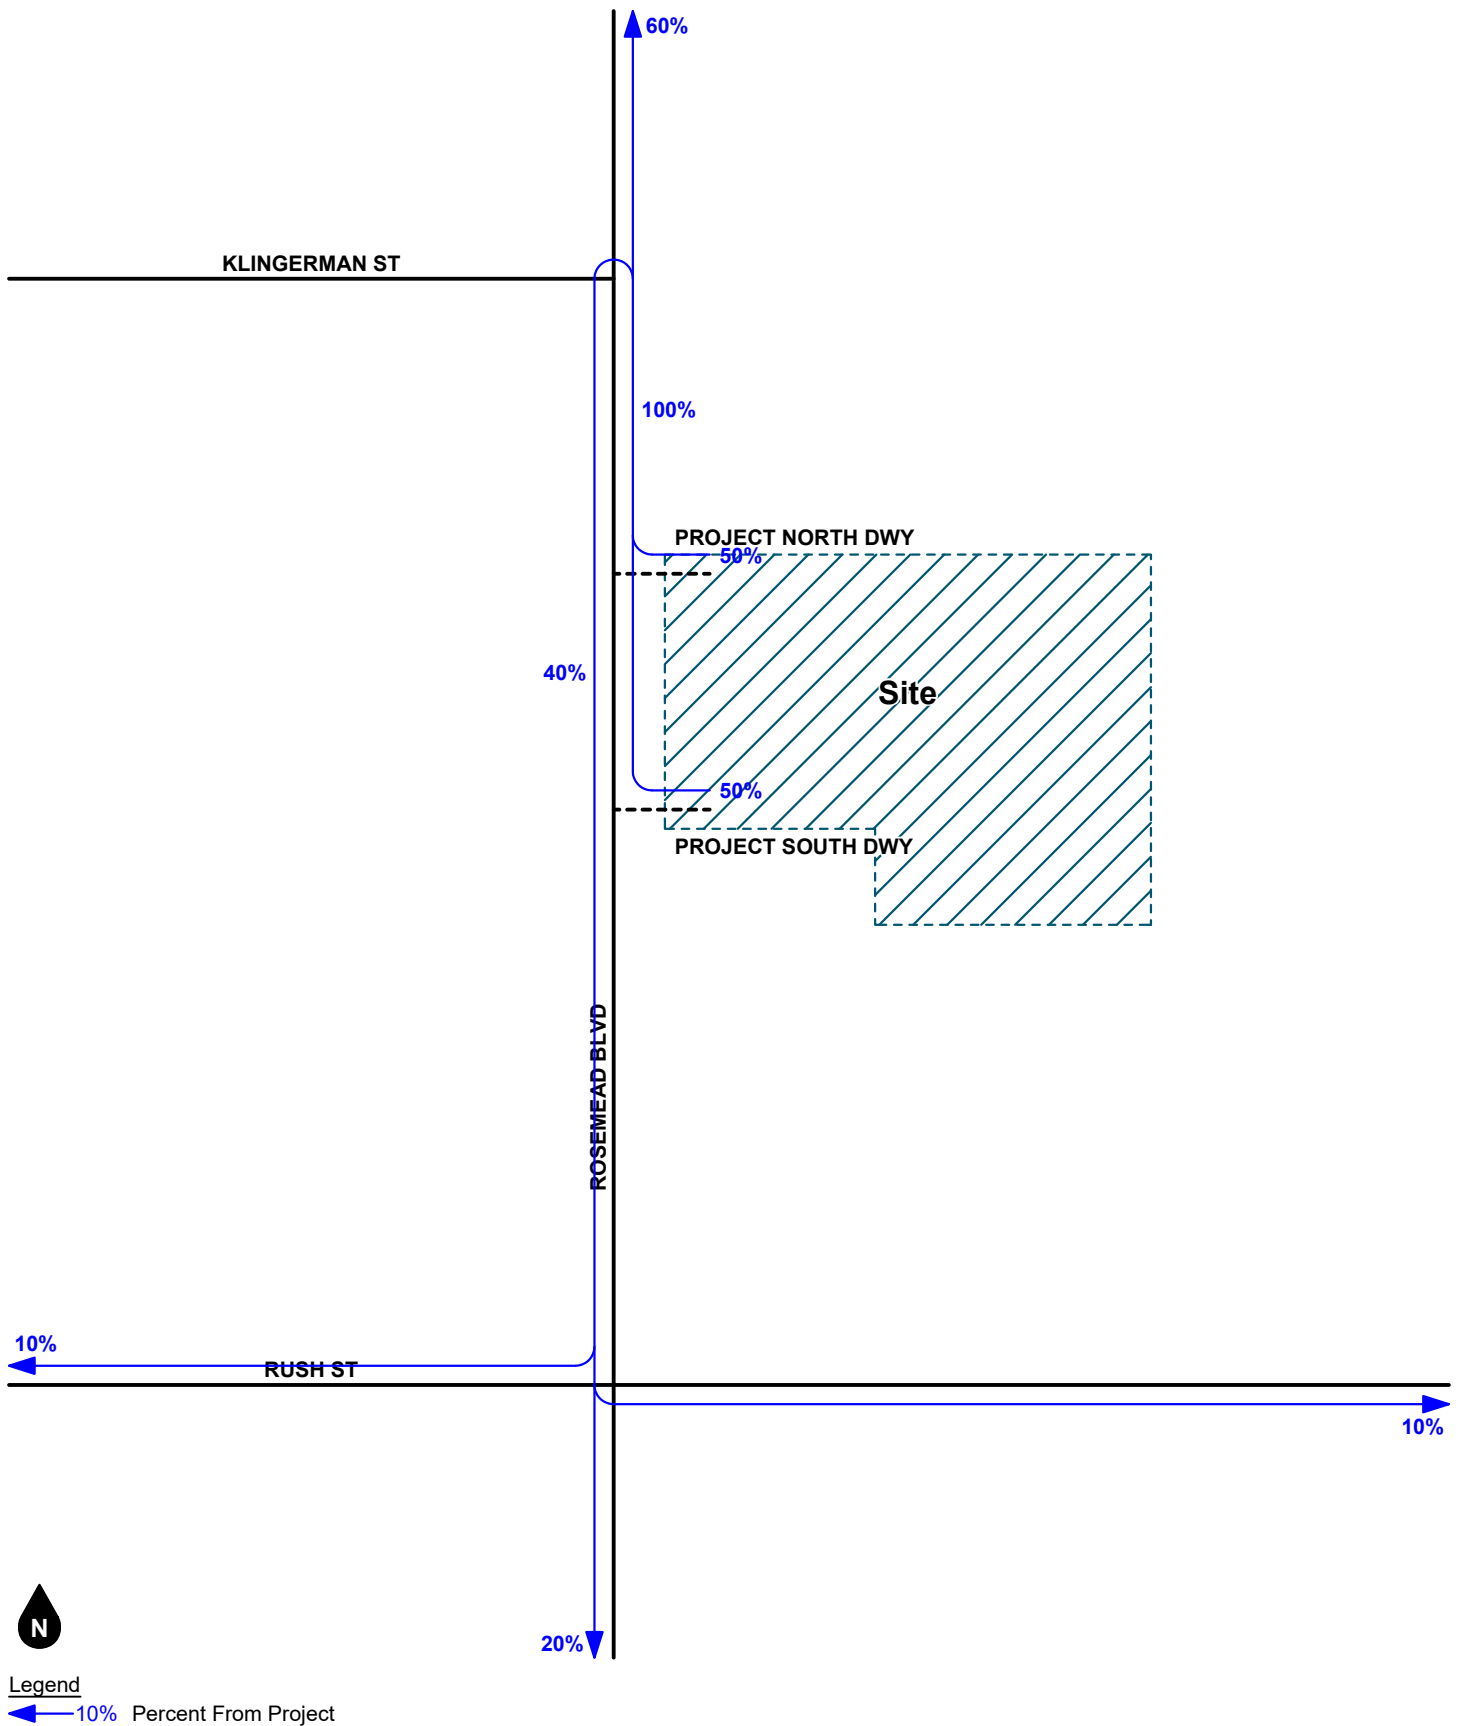 60%
KLINGERMAN ST
100%
PROJECT NORTH DWY
50%
40%
Site
50%
PROJECT SOUTH DWY
ROSEMEAD BLVD
10%
RUSH ST
10%
N
20%
Legend
10% Percent From Project